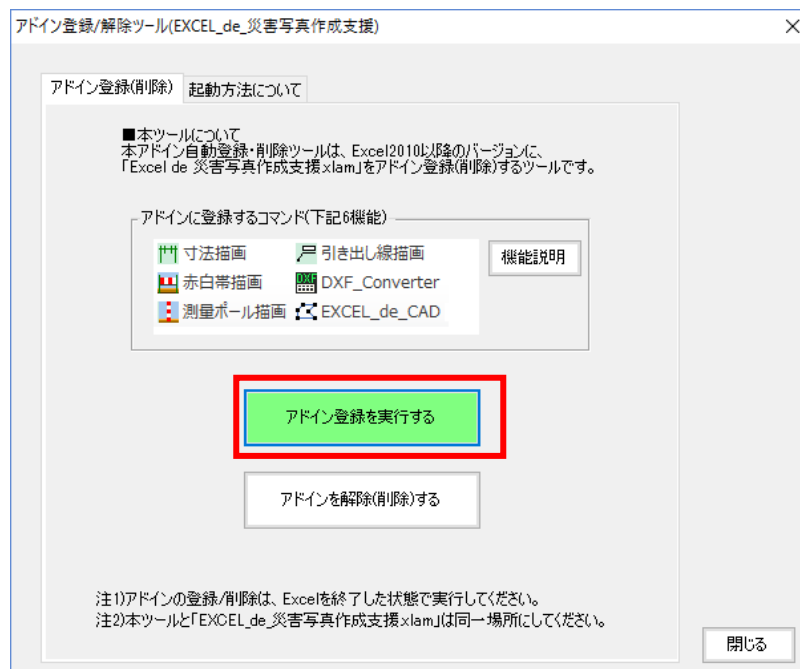 アドイン登録/解除ツール(EXCEL_de_災害写真作成支援)
アドイン登録(削除)
起動方法について
■本ツールについて
本アドイン自動登録・削除ツールは、Excel2010以降のバージョンに、
「Excel de 災害写真作成支援.xlam」をアドイン登録(削除)するツールです。
アドインに登録するコマンド(下記6機能)
寸法描画
引き出し線描画
機能説明
赤白帯描画
DXF_Converter
測量ポール描画
EXCEL_de_CAD
アドイン登録を実行する
アドインを解除(削除)する
注1)アドインの登録/削除は、Excelを終了した状態で実行してください。
注2)本ツールと「EXCEL_de_災害写真作成支援.xlam」は同一場所にしてください。
閉じる